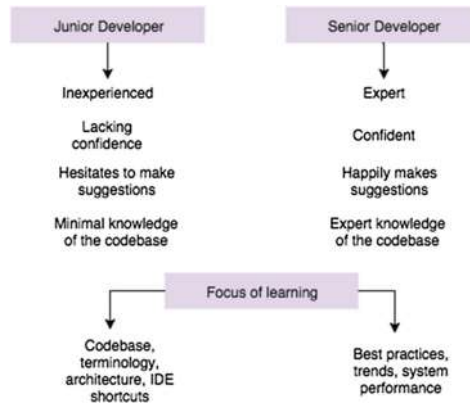 Junior Developer
Senior Developer
Inexperienced
Expert
Lacking
confidence
Confident
Hesitates to make
suggestions
Happily makes
suggestions
Minimal knowledge
of the codebase
Expert knowledge
of the codebase
Focus of learning
Codebase,
terminology,
architecture, IDE
shortcuts
Best practices,
trends, system
performance